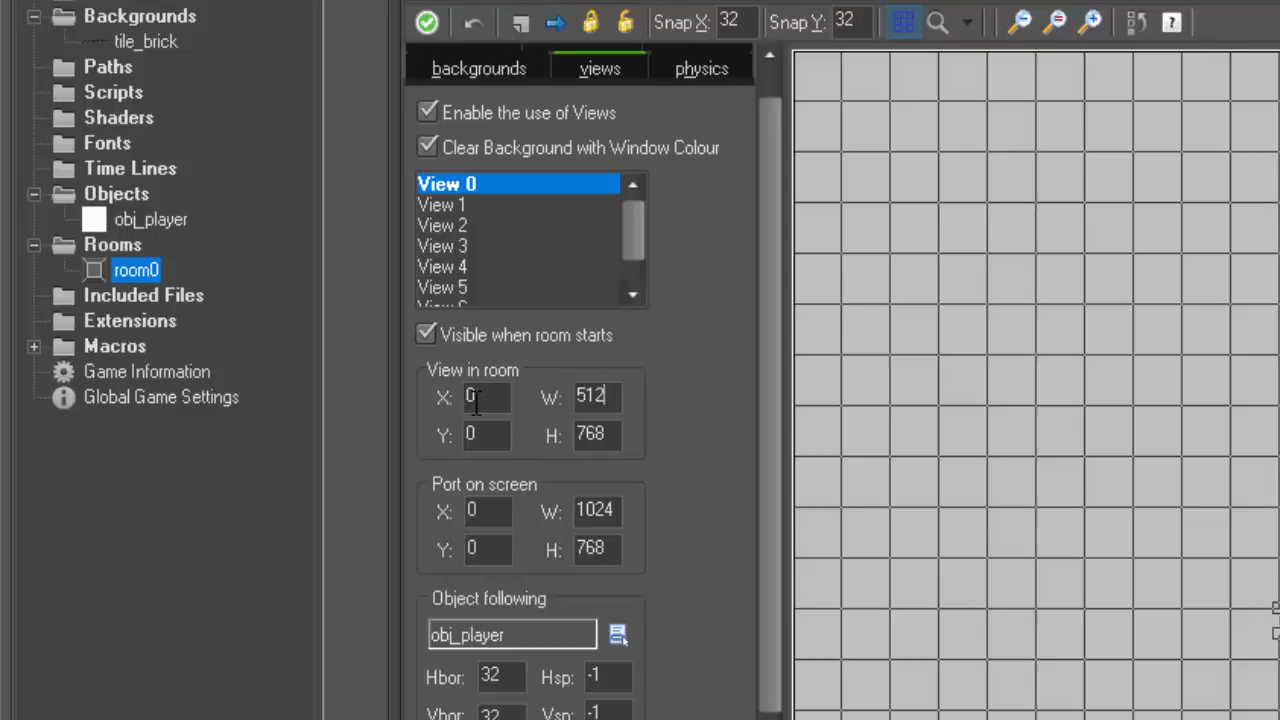 Backgrounds
tile_brick
Paths
Scripts
Shaders
Fonts
Time Lines
Objects
obj_player
Rooms
room0
Included Files
Extensions
Macros
Game Information
Global Game Settings
Snap X: 32 Snap Y: 32
backgrounds views physics
Enable the use of Views
Clear Background with Window Colour
View 0
View 1
View 2
View 3
View 4
View 5
Visible when room starts
View in room
X: 0 W: 512
Y: 0 H: 768
Port on screen
X: 0 W: 1024
Y: 0 H: 768
Object following
obj_player
Hbor: 32 Hsp: -1
Vbor: 32 Vsp: -1